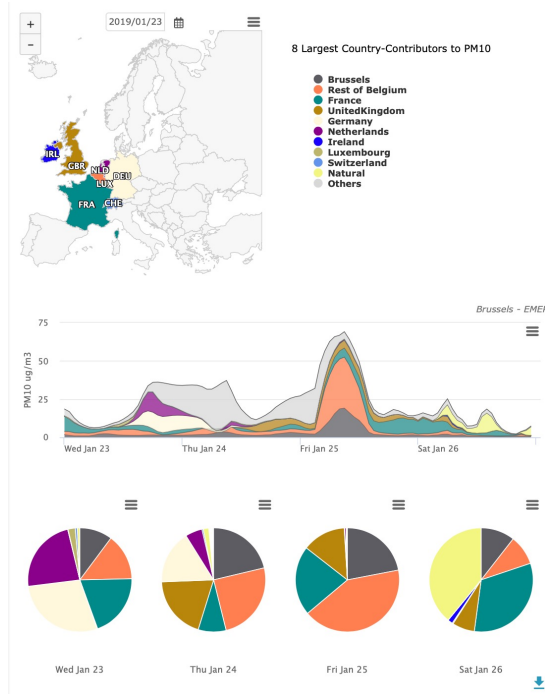 +
2019/01/23
-
8 Largest Country-Contributors to PM10
Brussels
Rest of Belgium
France
UnitedKingdom
Germany
Netherlands
Ireland
Luxembourg
Switzerland
Natural
Others
IRL
GBR
NLD
DEU
LUX
FRA
CHE
Brussels - EMEP
75
50
25
0
PM10 ug/m3
Wed Jan 23
Thu Jan 24
Fri Jan 25
Sat Jan 26
Wed Jan 23
Thu Jan 24
Fri Jan 25
Sat Jan 26